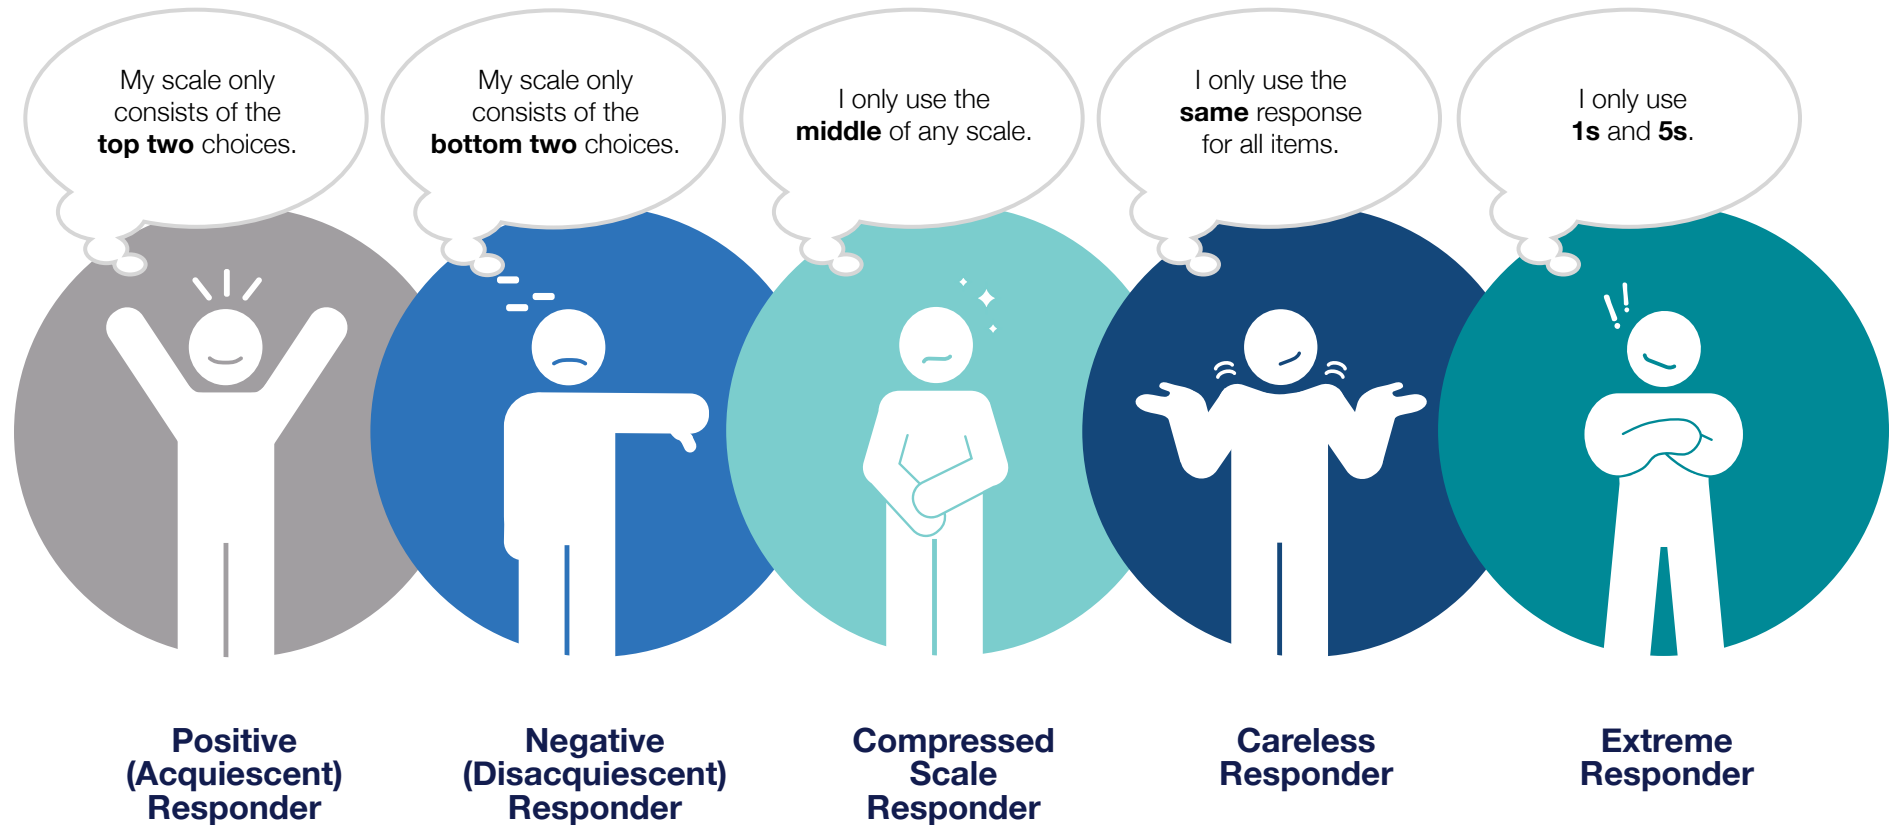 My scale only
consists of the
top two choices.
My scale only
consists of the
bottom two choices.
I only use the
middle of any scale.
I only use the
same response
for all items.
I only use
1s and 5s.
Positive
(Acquiescent)
Responder
Negative
(Disacquiescent)
Responder
Compressed
Scale
Responder
Careless
Responder
Extreme
Responder